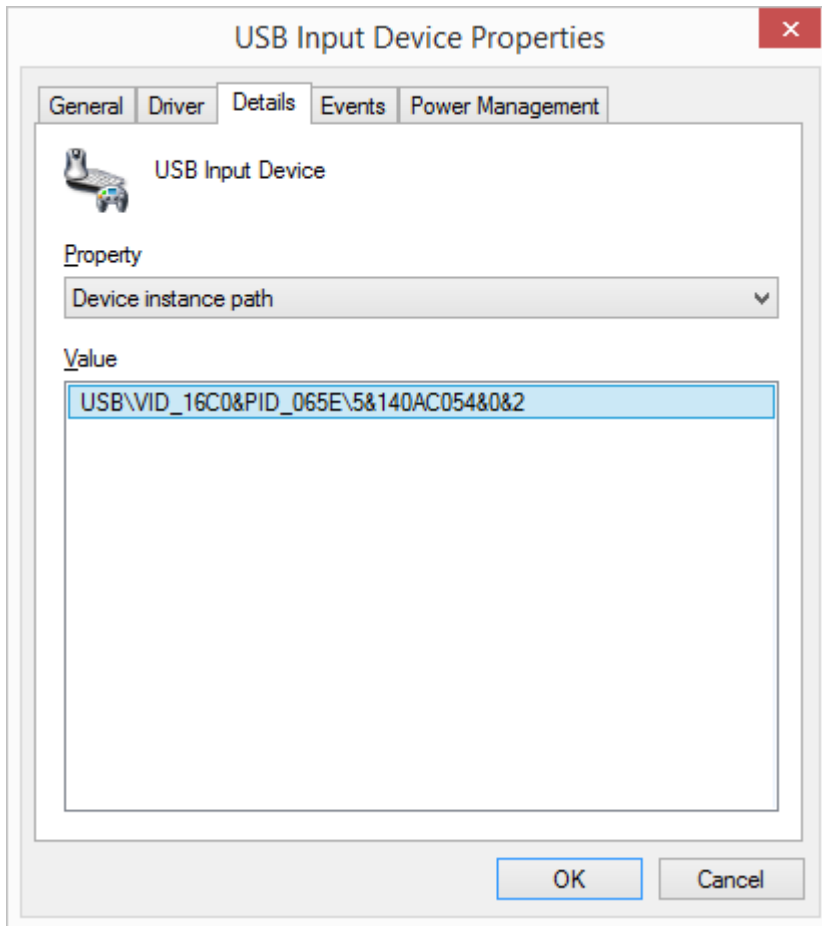 USB Input Device Properties
General Driver Details Events Power Management
USB Input Device
Property
Device instance path
Value
USB\VID_16C0&PID_065E\5&140AC054&0&2
OK Cancel